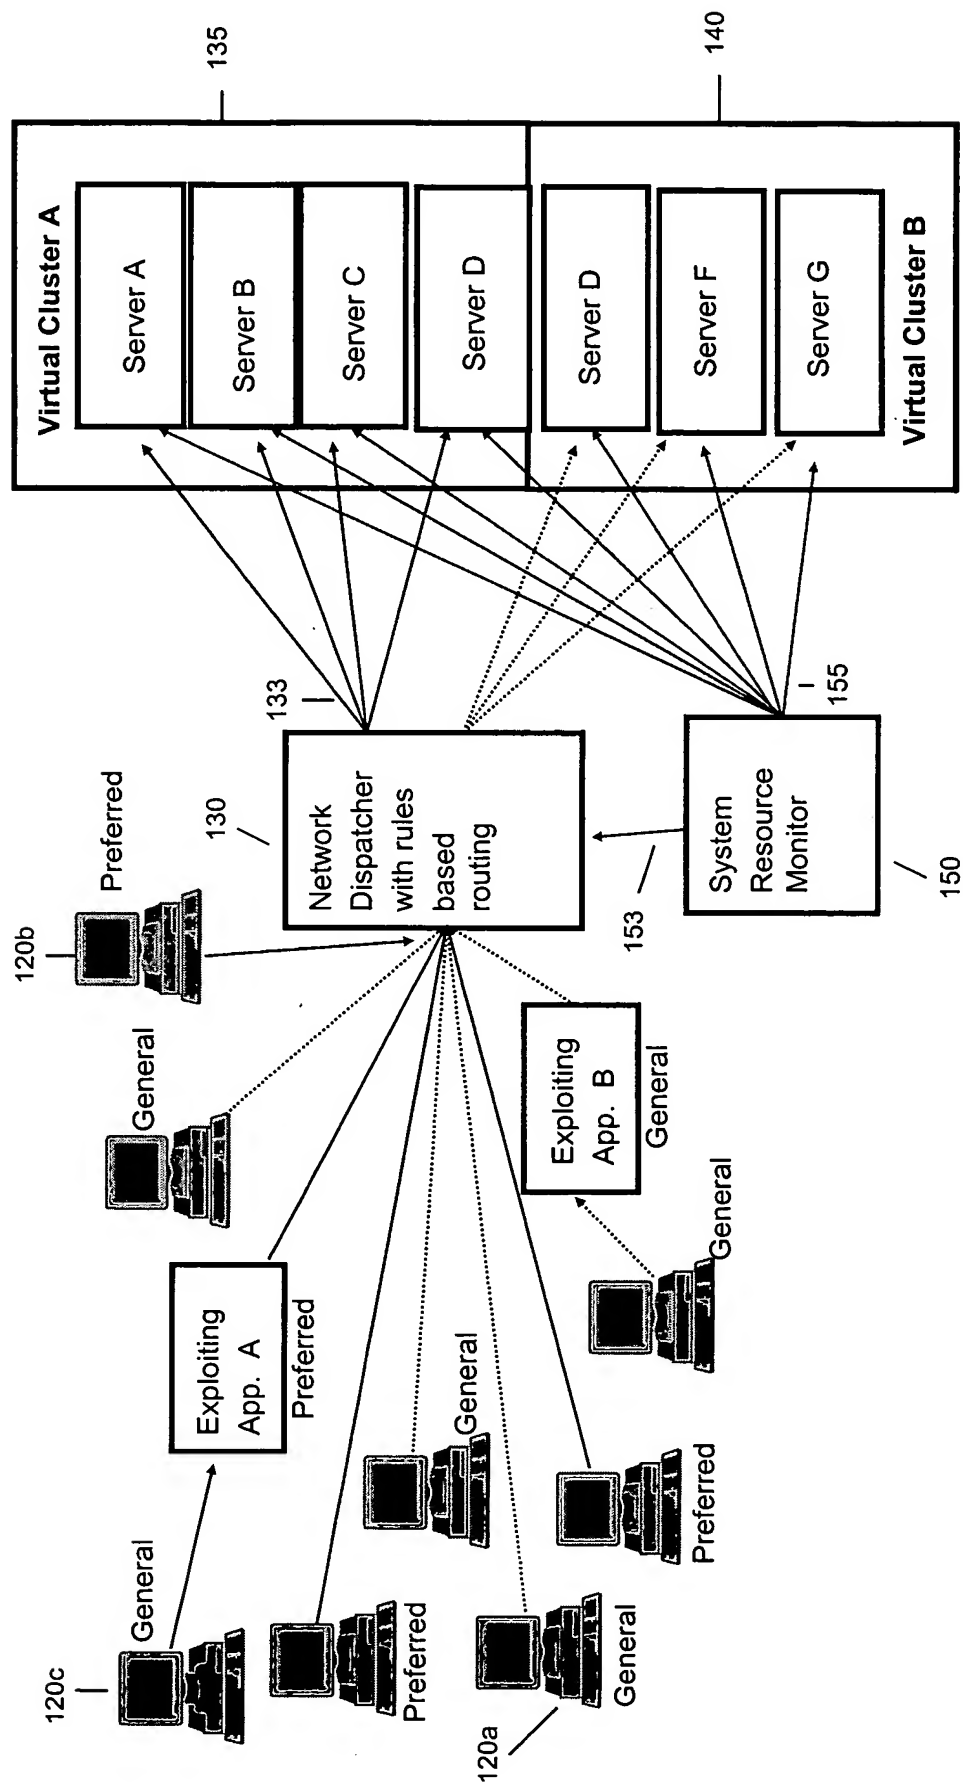 120c
General
Exploiting
App. A
Preferred
General
120b
Preferred
Preferred
General
120a
General
Preferred
General
Exploiting
App. B
General
130
Network
Dispatcher
with rules
based
routing
133
153
System
Resource
Monitor
150
155
135
Virtual Cluster A
Server A
Server B
Server C
Server D
140
Server D
Server F
Server G
Virtual Cluster B